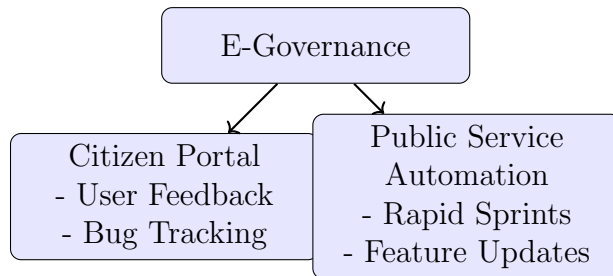 E-Governance
Citizen Portal
- User Feedback
- Bug Tracking
Public Service
Automation
- Rapid Sprints
- Feature Updates